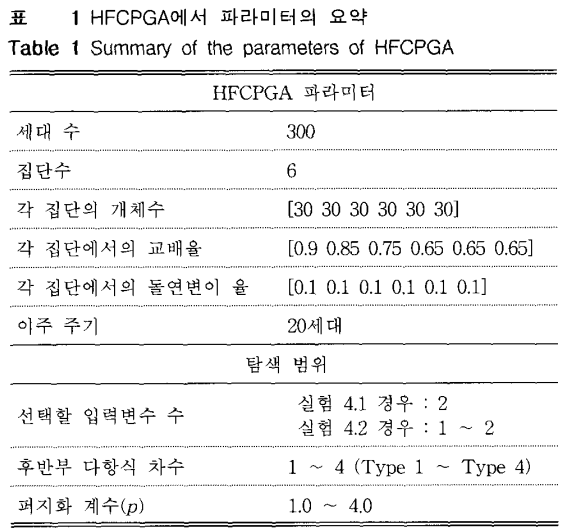 표 1 HFCPGA에서 파라미터의 요약
Table 1 Summary of the parameters of HFCPGA
HFCPGA 파라미터
세대 수 300
집단수 6
각 집단의 개체수 [30 30 30 30 30 30]
각 집단에서의 교배율 [0.9 0.85 0.75 0.65 0.65 0.65]
각 집단에서의 돌연변이 율 [0.1 0.1 0.1 0.1 0.1 0.1]
이주 주기 20세대
탐색 범위
선택할 입력변수 수 실험 4.1 경우 : 2
실험 4.2 경우 : 1 ~ 2
후반부 다항식 차수 1 ~ 4 (Type 1 ~ Type 4)
퍼지화 계수(p) 1.0 ~ 4.0